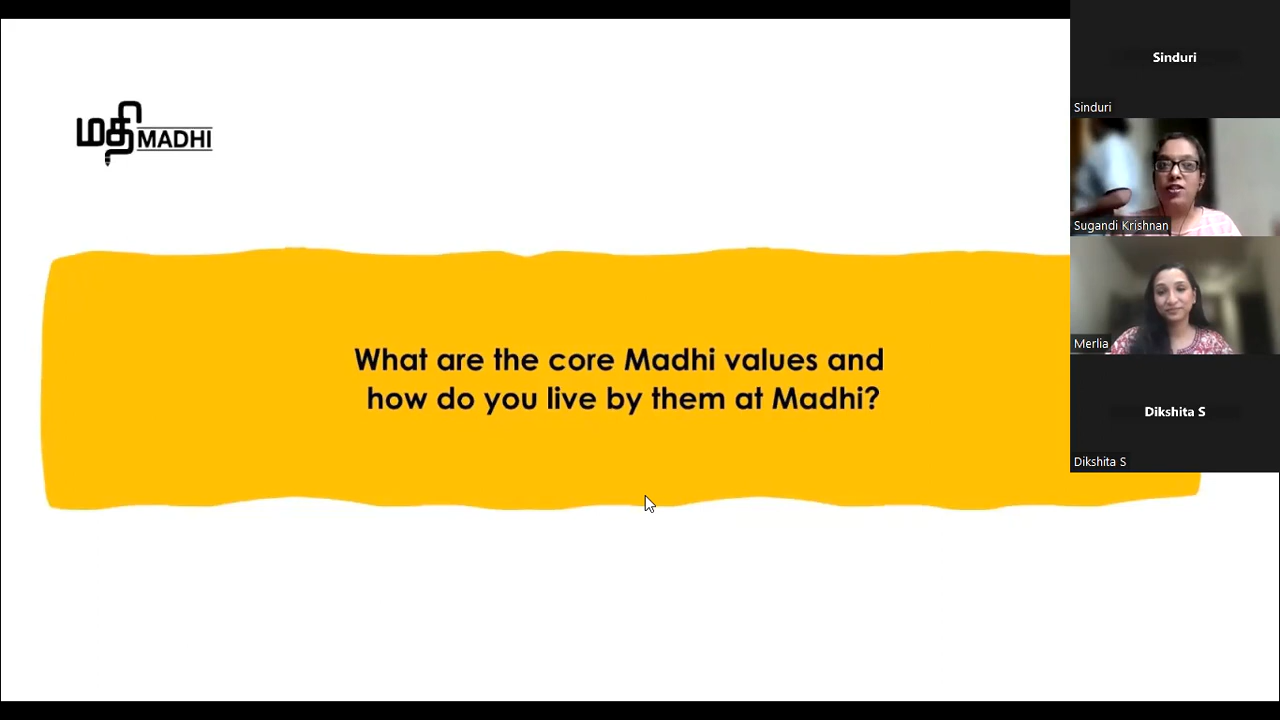 மதி MADHI
What are the core Madhi values and
how do you live by them at Madhi?
Sinduri
Sinduri
Sugandi Krishnan
Merlia
Dikshita S
Dikshita S